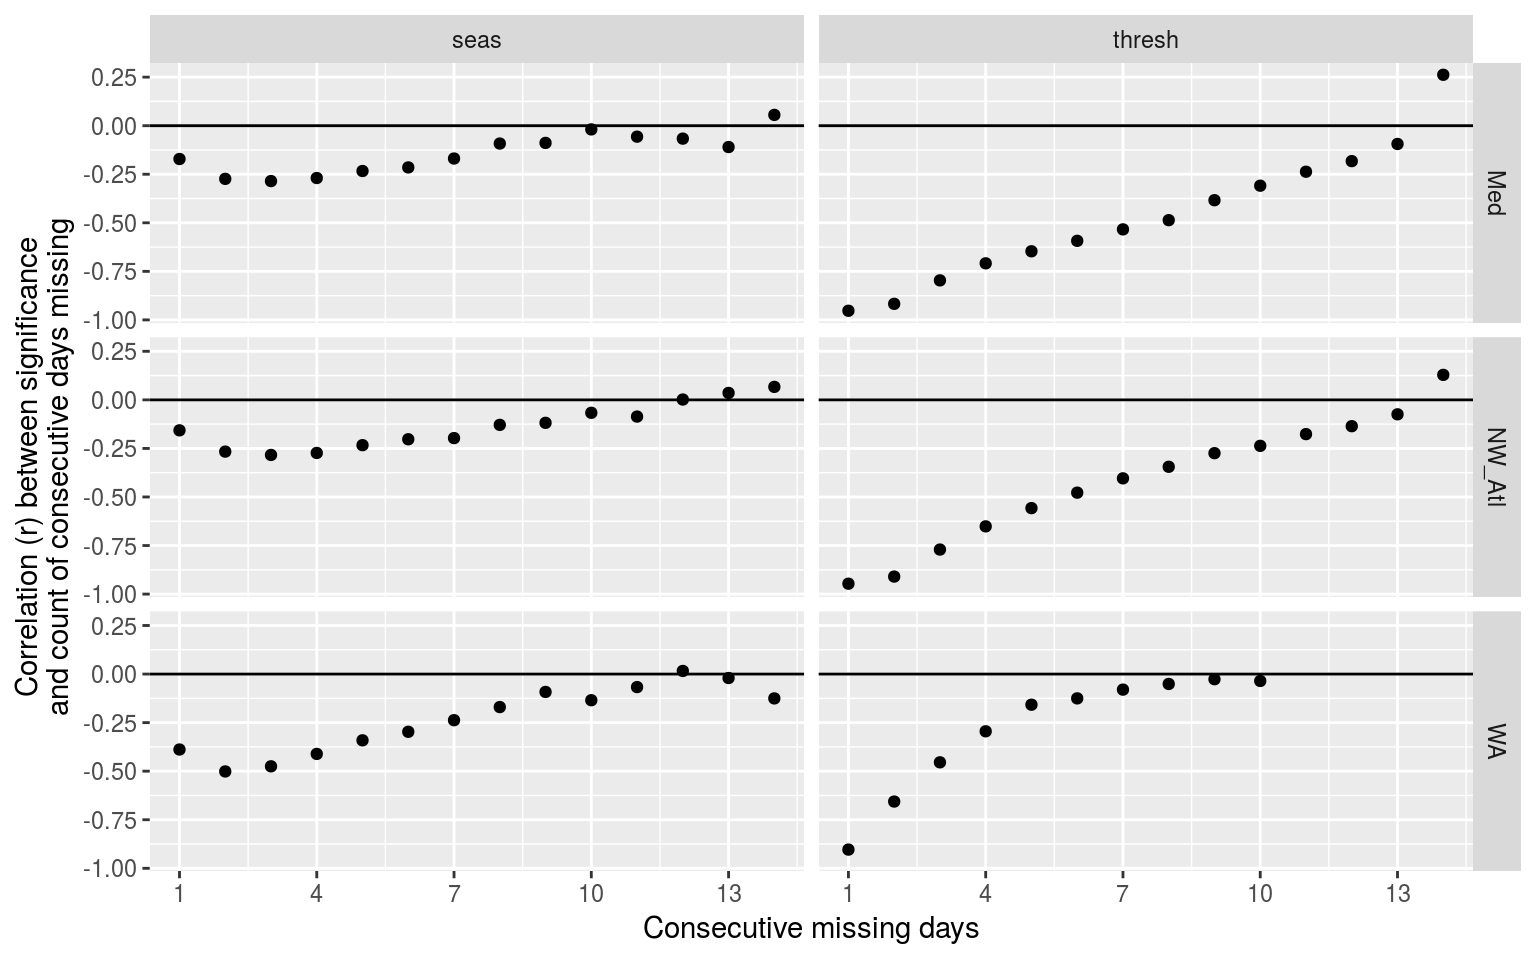 seas
thresh
0.25
0.00
-0.25
-0.50
-0.75
-1.00
Med
0.25
0.00
-0.25
-0.50
-0.75
-1.00
NW_Atl
0.25
0.00
-0.25
-0.50
-0.75
-1.00
WA
1 4 7 10 13
1 4 7 10 13
Consecutive missing days
Correlation (r) between significance
and count of consecutive days missing